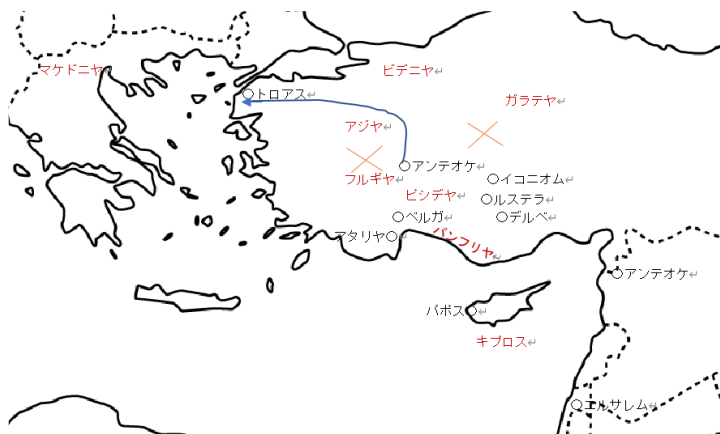 マケドニヤ
ビデニヤ
トロアス↵
ガラテヤ↵
アジヤ↵
アンテオケ↵
フルギヤ↵
イコニオム↵
ピシデヤ↵
ルステラ↵
ペルガ↵
デルベ↵
アタリヤ
パンフリヤ↵
アンテオケ↵
パポス↵
キプロス↵
エルサレム↵